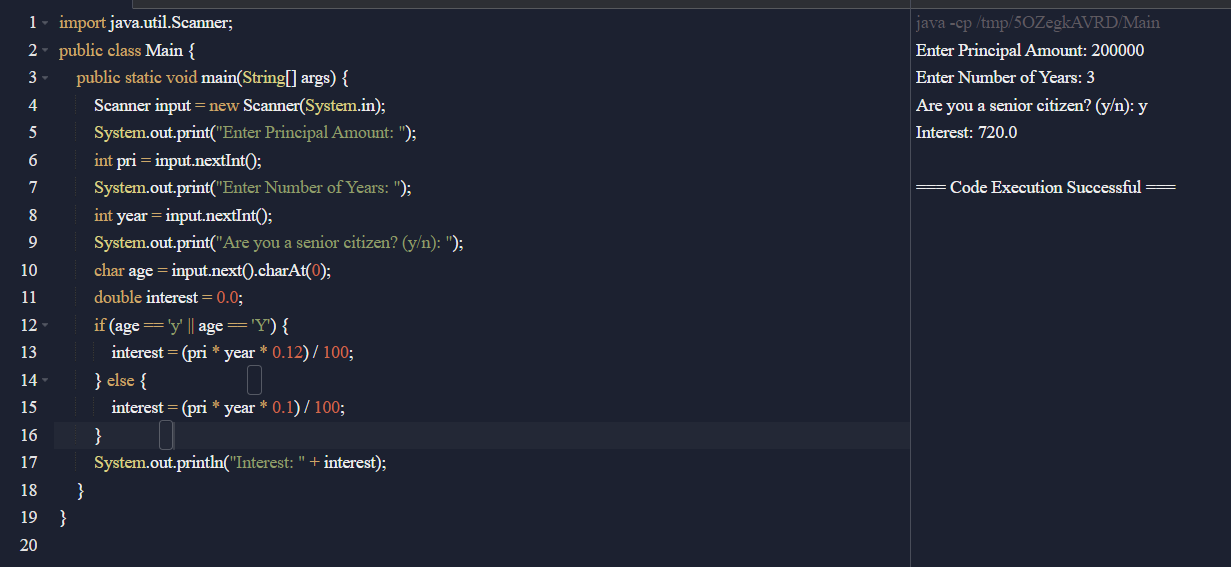 1 import java.util.Scanner;
2 public class Main {
3 public static void main(String[] args) {
4 Scanner input = new Scanner(System.in);
5 System.out.print("Enter Principal Amount: ");
6 int pri = input.nextInt();
7 System.out.print("Enter Number of Years: ");
8 int year = input.nextInt();
9 System.out.print("Are you a senior citizen? (y/n): ");
10 char age = input.next().charAt(0);
11 double interest = 0.0;
12 if (age == 'y' || age == 'Y') {
13 interest = (pri * year * 0.12) / 100;
14 } else {
15 interest = (pri * year * 0.1) / 100;
16 }
17 System.out.println("Interest: " + interest);
18 }
19 }
20
java -cp /tmp/5OZegkAVRD/Main
Enter Principal Amount: 200000
Enter Number of Years: 3
Are you a senior citizen? (y/n): y
Interest: 720.0
=== Code Execution Successful ===